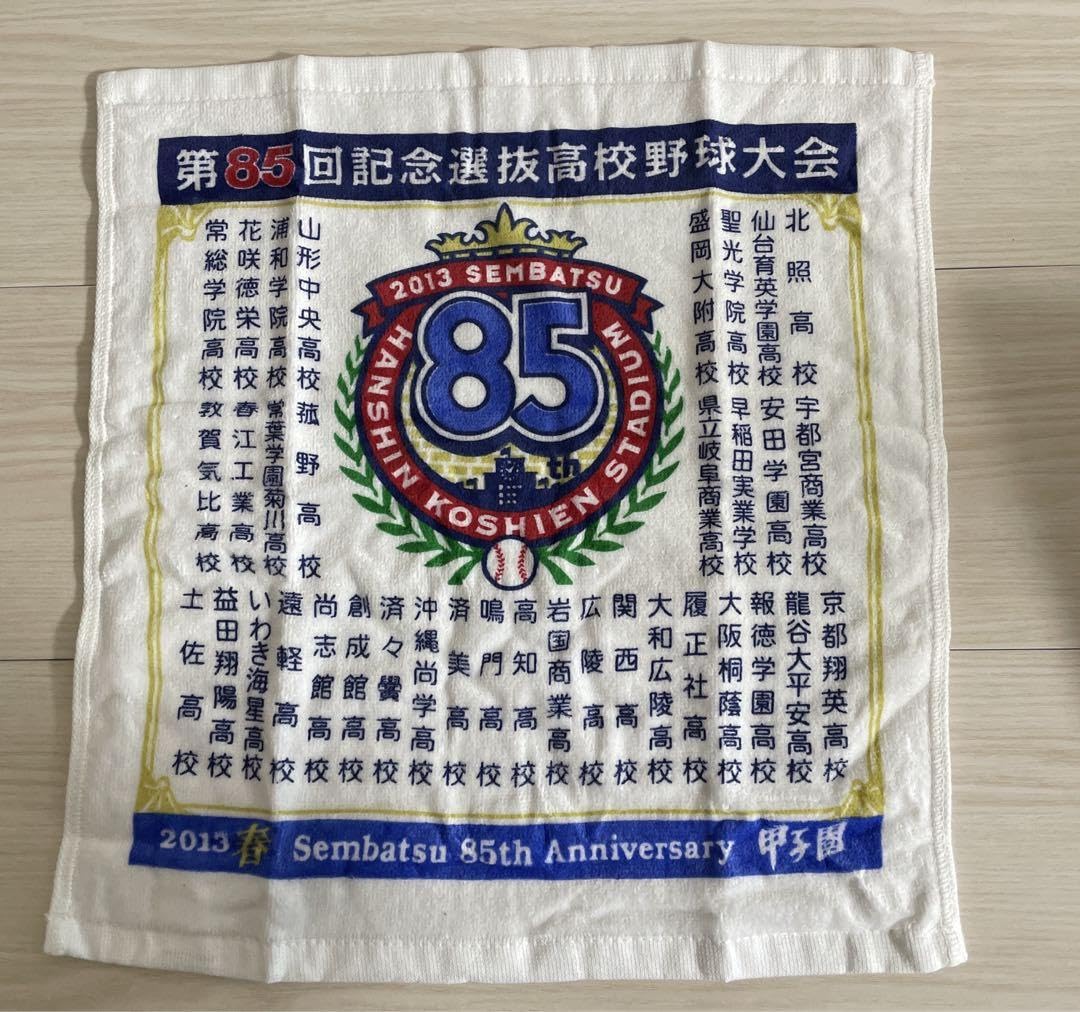 第85回記念選抜高校野球大会
2013 SEMBATSU
85th
HANSHIN KOSHIEN STADIUM
北照高校
仙台育英学園高校
聖光学院高校
盛岡大附高校
山形中央高校
浦和学院高校
花咲徳栄高校
常総学院高校
宇都宮商業高校
安田学園高校
早稲田実業学校
県立岐阜商業高校
菰野高校
常葉学園菊川高校
春江工業高校
敦賀気比高校
京都翔英高校
龍谷大平安高校
報徳学園高校
大阪桐蔭高校
履正社高校
大和広陵高校
関西高校
広陵高校
岩国商業高校
高知高校
鳴門高校
済美高校
沖縄尚学高校
済々黌高校
創成館高校
尚志館高校
遠軽高校
いわき海星高校
益田翔陽高校
土佐高校
2013 春 Sembatsu 85th Anniversary 甲子園